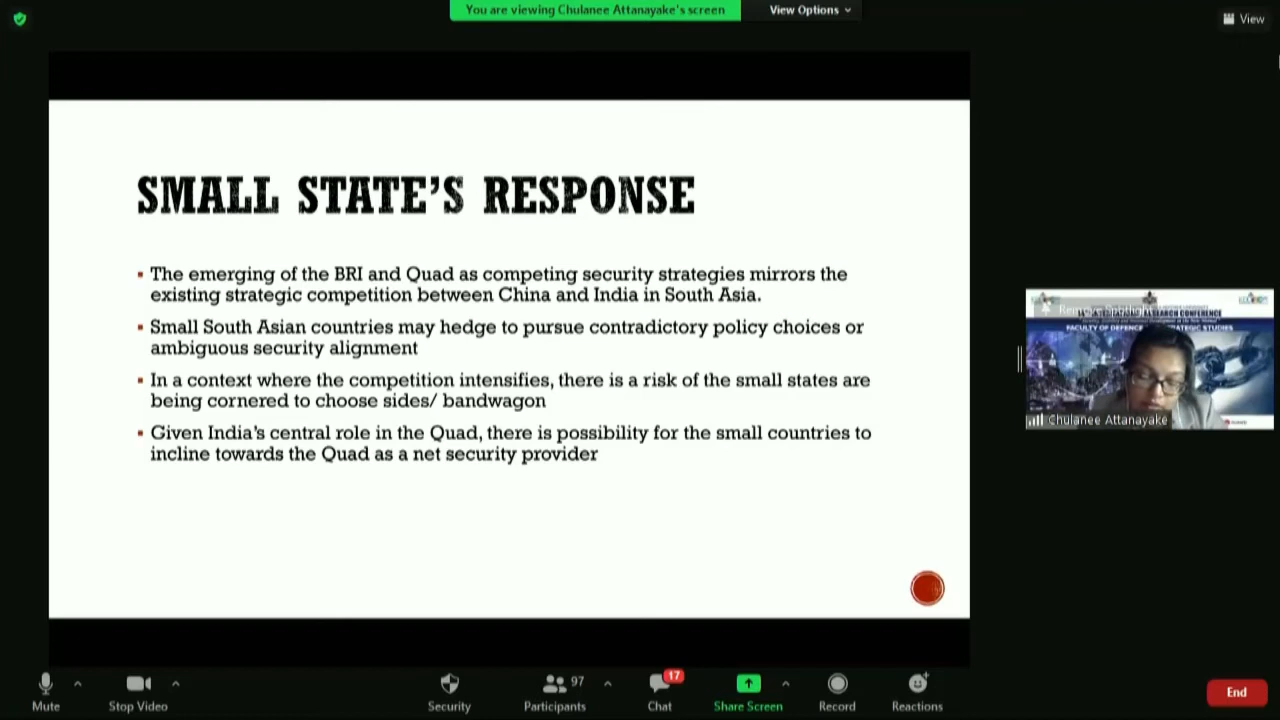 You are viewing Chulanee Attanayake's screen
View Options
View
SMALL STATE'S RESPONSE
▪ The emerging of the BRI and Quad as competing security strategies mirrors the
existing strategic competition between China and India in South Asia.
▪ Small South Asian countries may hedge to pursue contradictory policy choices or
ambiguous security alignment
▪ In a context where the competition intensifies, there is a risk of the small states are
being cornered to choose sides/ bandwagon
▪ Given India's central role in the Quad, there is possibility for the small countries to
incline towards the Quad as a net security provider
RESEARCH CONFERENCE
FACULTY OF DEFENCE
STUDIES
Chulanee Attanayake
Mute
Stop Video
Security
97
Participants
17
Chat
Share Screen
Record
Reactions
End